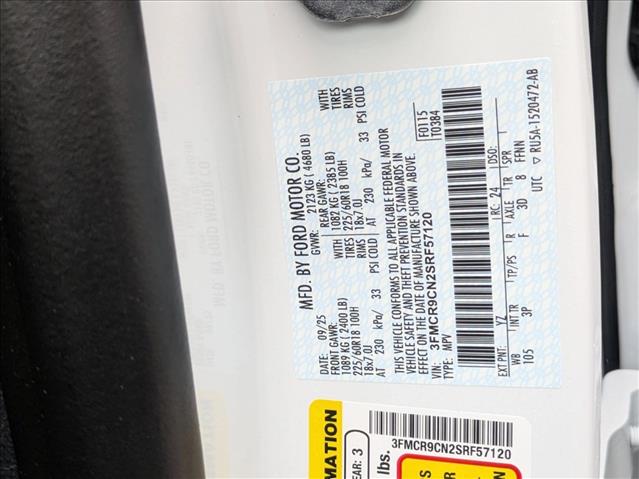 MFD. BY FORD MOTOR CO.
DATE: 09/25
GVWR: 2123 KG ( 4680 LB)
FRONT GAWR:
REAR GAWR:
1089 KG ( 2400 LB)
1082 KG ( 2385 LB)
WITH
225/60R18 100H
225/60R18 100H
TIRES
18x7.0J
18x7.0J
RIMS
AT 230 kPa/ 33 PSI COLD
AT 230 kPa/ 33 PSI COLD
THIS VEHICLE CONFORMS TO ALL APPLICABLE FEDERAL MOTOR
VEHICLE SAFETY AND THEFT PREVENTION STANDARDS IN
EFFECT ON THE DATE OF MANUFACTURE SHOWN ABOVE.
VIN: 3FMCR9CN2SRF57120
TYPE: MPV
F0115
T0384
EXT PNT: YZ RC: 24 DSO:
WB INT TR TP/PS R AXLE TR SPR
105 3P F 3D 8 FFNN
UTC ▽ RU5A-1520472-AB
MATION
EAR: 3
lbs.
3FMCR9CN2SRF57120